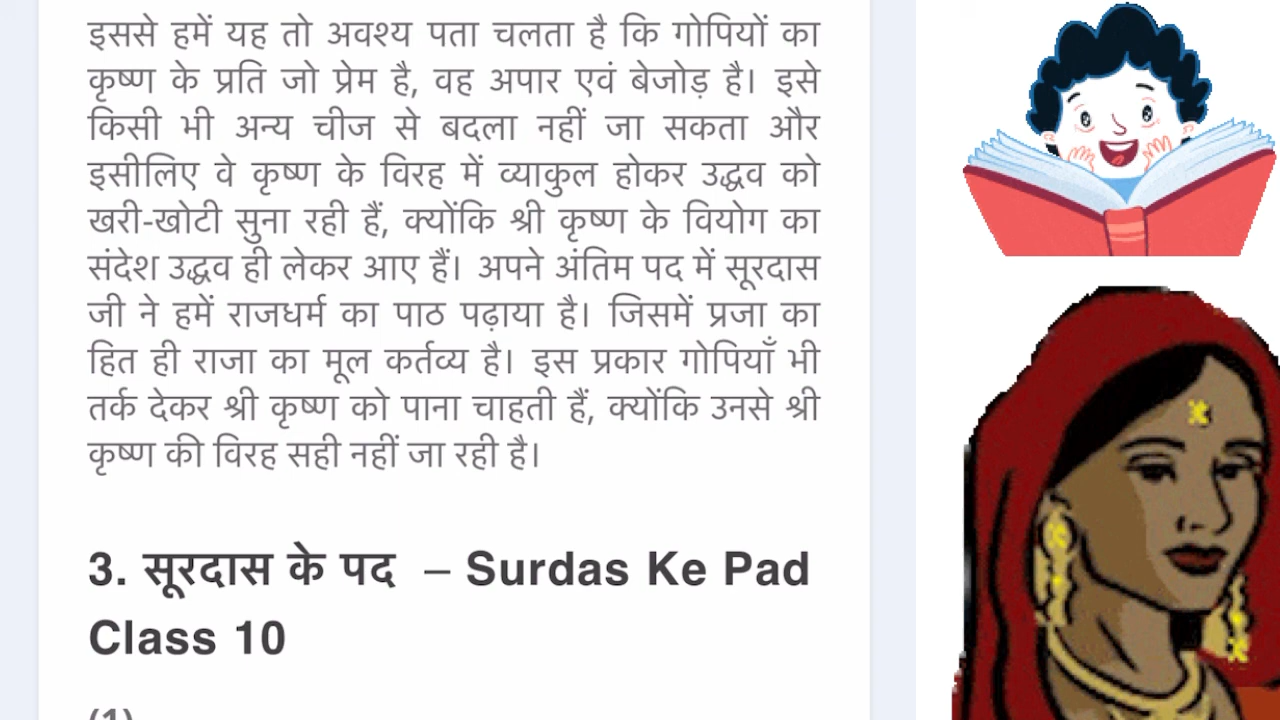 इससे हमें यह तो अवश्य पता चलता है कि गोपियों का
कृष्ण के प्रति जो प्रेम है, वह अपार एवं बेजोड़ है। इसे
किसी भी अन्य चीज से बदला नहीं जा सकता और
इसीलिए वे कृष्ण के विरह में व्याकुल होकर उद्धव को
खरी-खोटी सुना रही हैं, क्योंकि श्री कृष्ण के वियोग का
संदेश उद्धव ही लेकर आए हैं। अपने अंतिम पद में सूरदास
जी ने हमें राजधर्म का पाठ पढ़ाया है। जिसमें प्रजा का
हित ही राजा का मूल कर्तव्य है। इस प्रकार गोपियाँ भी
तर्क देकर श्री कृष्ण को पाना चाहती हैं, क्योंकि उनसे श्री
कृष्ण की विरह सही नहीं जा रही है।
3. सूरदास के पद – Surdas Ke Pad
Class 10
(1)